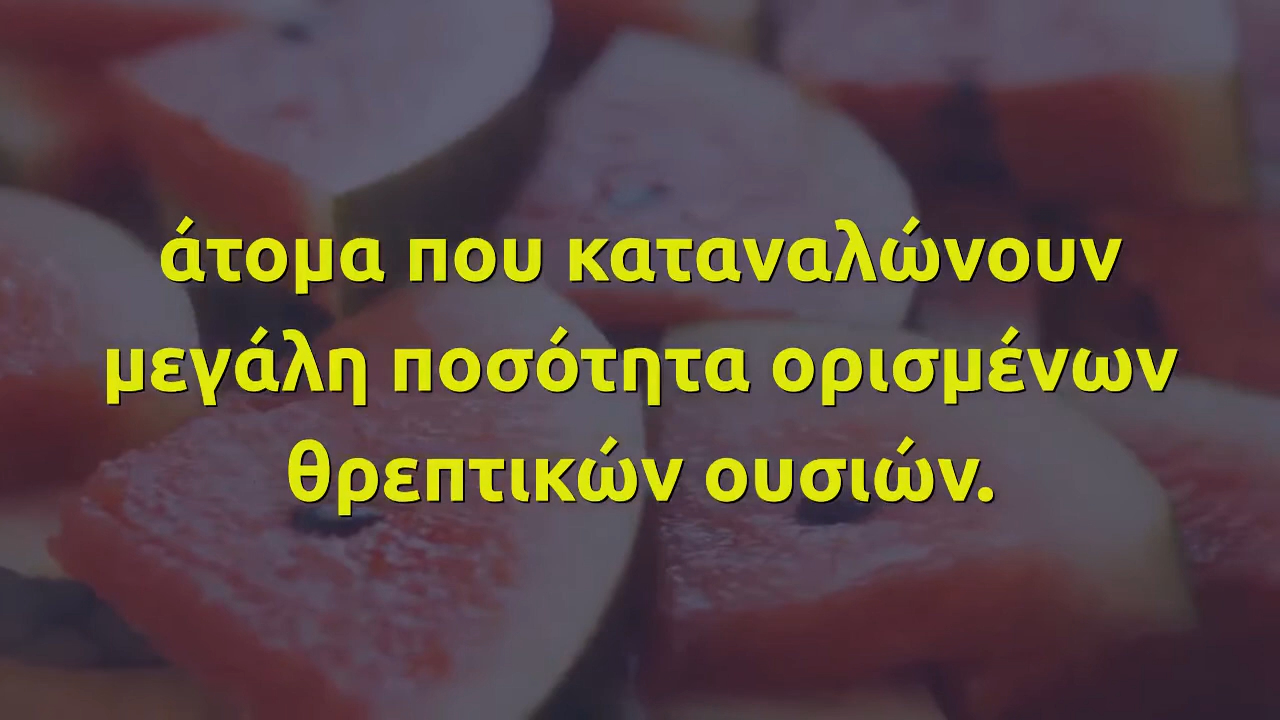 άτομα που καταναλώνουν
μεγάλη ποσότητα ορισμένων
θρεπτικών ουσιών.